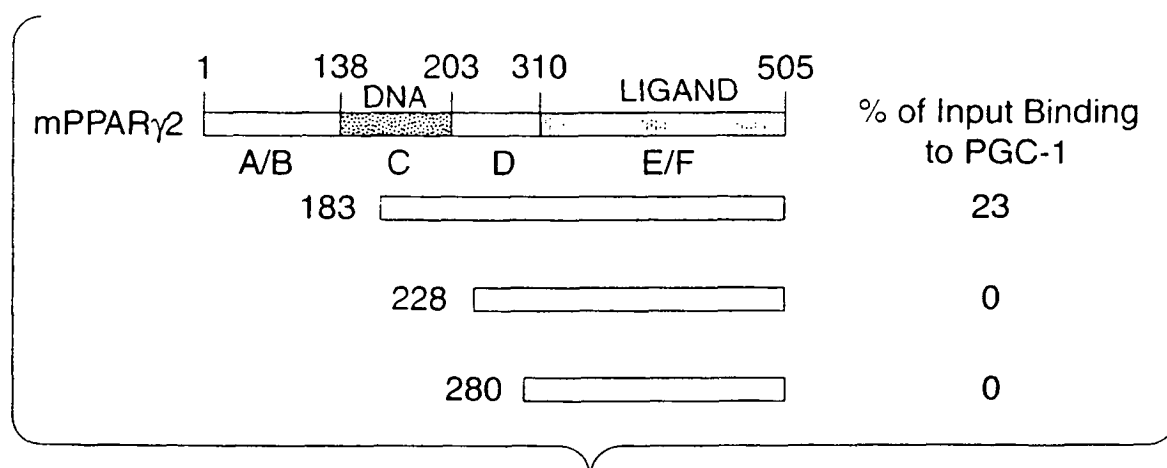 1 138 203 310 505
DNA LIGAND
mPPARγ2
A/B C D E/F
% of Input Binding
to PGC-1
183 23
228 0
280 0